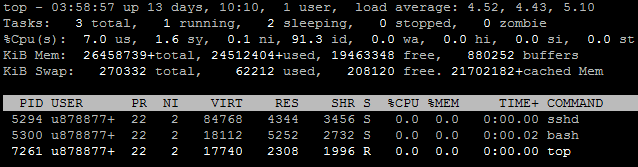 top - 03:58:57 up 13 days, 10:10,  1 user,  load average: 4.52, 4.43, 5.10
Tasks:   3 total,   1 running,   2 sleeping,   0 stopped,   0 zombie
%Cpu(s):  7.0 us,  1.6 sy,  0.1 ni, 91.3 id,  0.0 wa,  0.0 hi,  0.0 si,  0.0 st
KiB Mem:  26458739+total, 24512404+used, 19463348 free,   880252 buffers
KiB Swap:   270332 total,    62212 used,   208120 free. 21702182+cached Mem
PID USER      PR  NI    VIRT    RES    SHR S  %CPU %MEM     TIME+ COMMAND
5294 u878877+  22   2   84768   4344   3456 S   0.0  0.0   0:00.00 sshd
5300 u878877+  22   2   18112   5252   2732 S   0.0  0.0   0:00.02 bash
7261 u878877+  22   2   17740   2308   1996 R   0.0  0.0   0:00.00 top